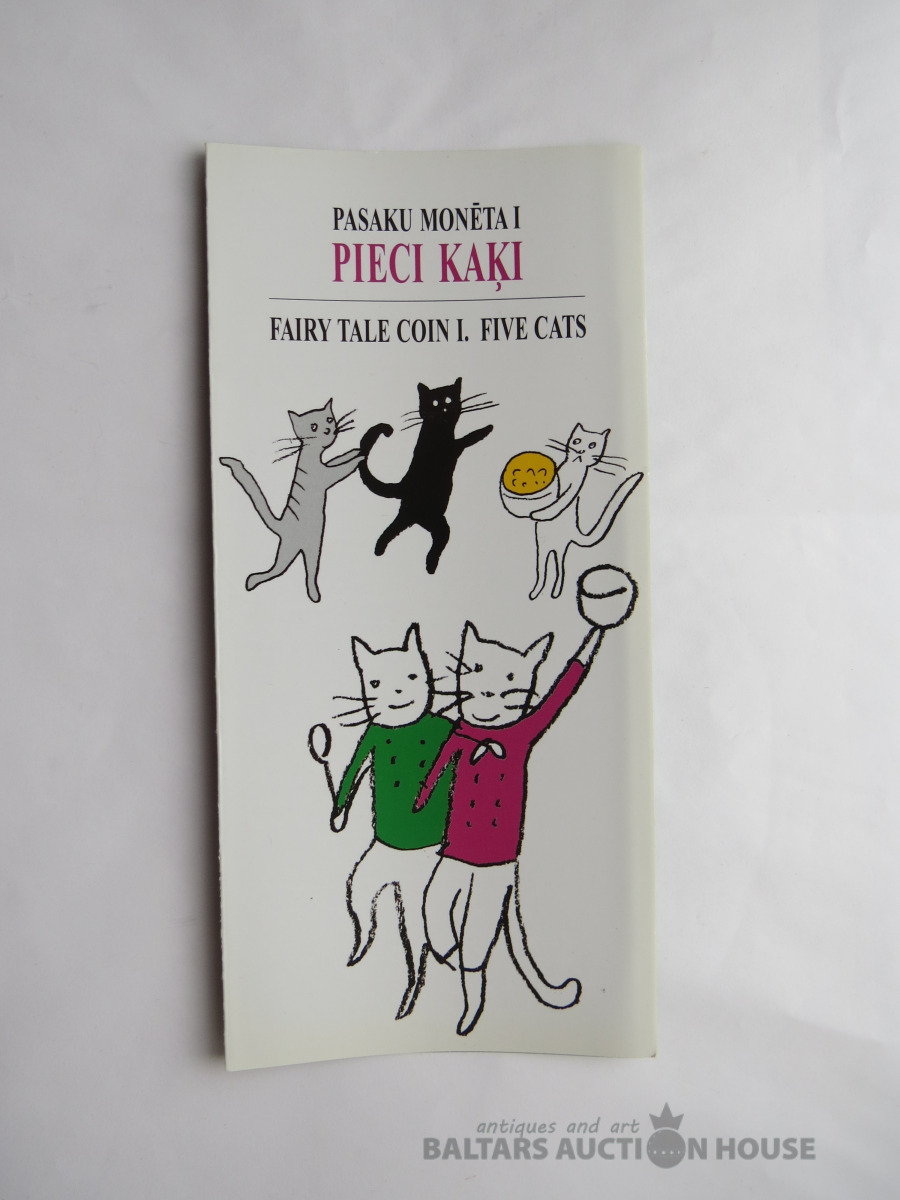 PASAKU MONĒTA I
PIECI KAĶI
FAIRY TALE COIN I. FIVE CATS
antiques and art
BALTARS AUCTION HOUSE